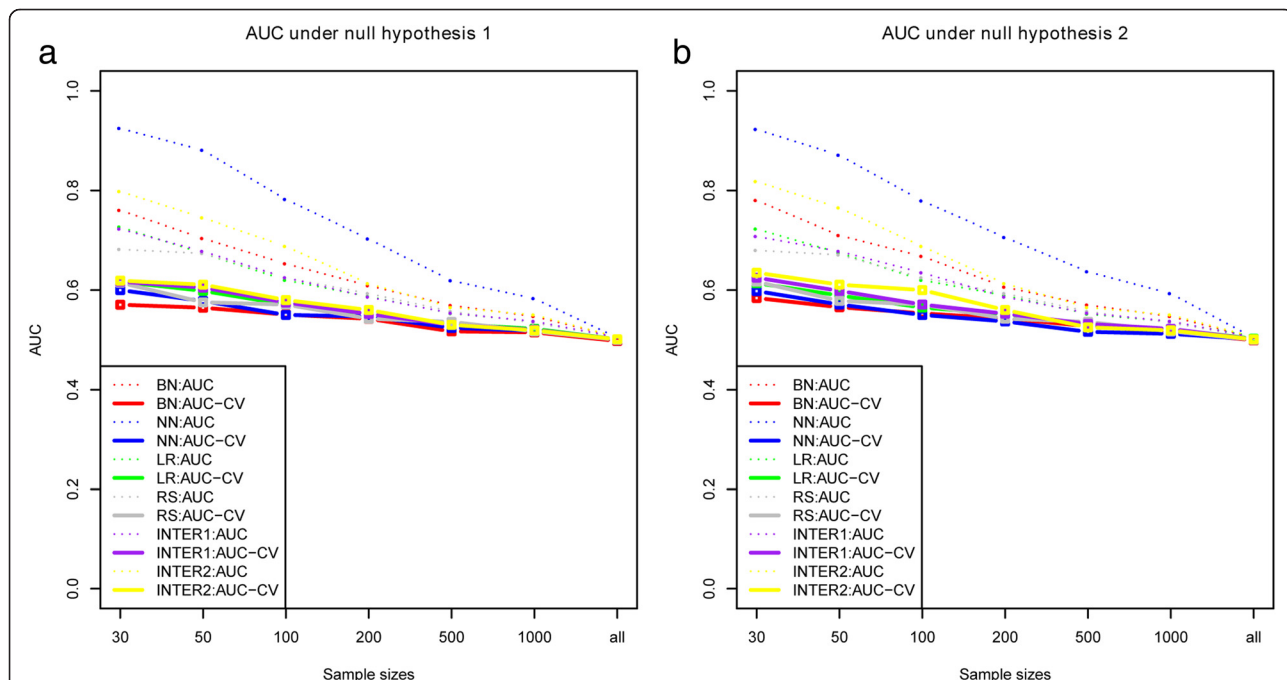 a
AUC under null hypothesis 1
AUC
1.0
0.8
0.6
0.4
0.2
0.0
BN:AUC
BN:AUC−CV
NN:AUC
NN:AUC−CV
LR:AUC
LR:AUC−CV
RS:AUC
RS:AUC−CV
INTER1:AUC
INTER1:AUC−CV
INTER2:AUC
INTER2:AUC−CV
30 50 100 200 500 1000 all
Sample sizes
b
AUC under null hypothesis 2
AUC
1.0
0.8
0.6
0.4
0.2
0.0
BN:AUC
BN:AUC−CV
NN:AUC
NN:AUC−CV
LR:AUC
LR:AUC−CV
RS:AUC
RS:AUC−CV
INTER1:AUC
INTER1:AUC−CV
INTER2:AUC
INTER2:AUC−CV
30 50 100 200 500 1000 all
Sample sizes